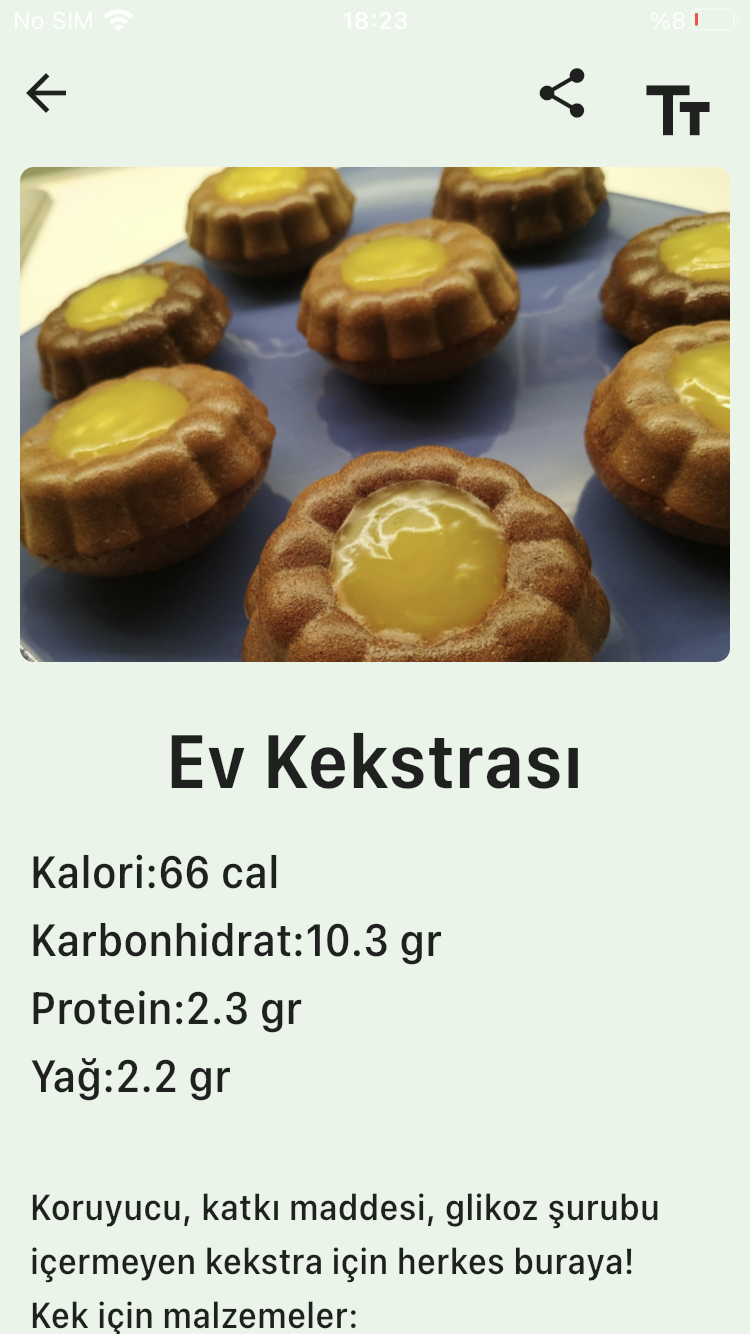 No SIM 18:23 %8
Tт
Ev Kekstrası
Kalori:66 cal
Karbonhidrat:10.3 gr
Protein:2.3 gr
Yağ:2.2 gr
Koruyucu, katkı maddesi, glikoz şurubu
içermeyen kekstra için herkes buraya!
Kek için malzemeler: